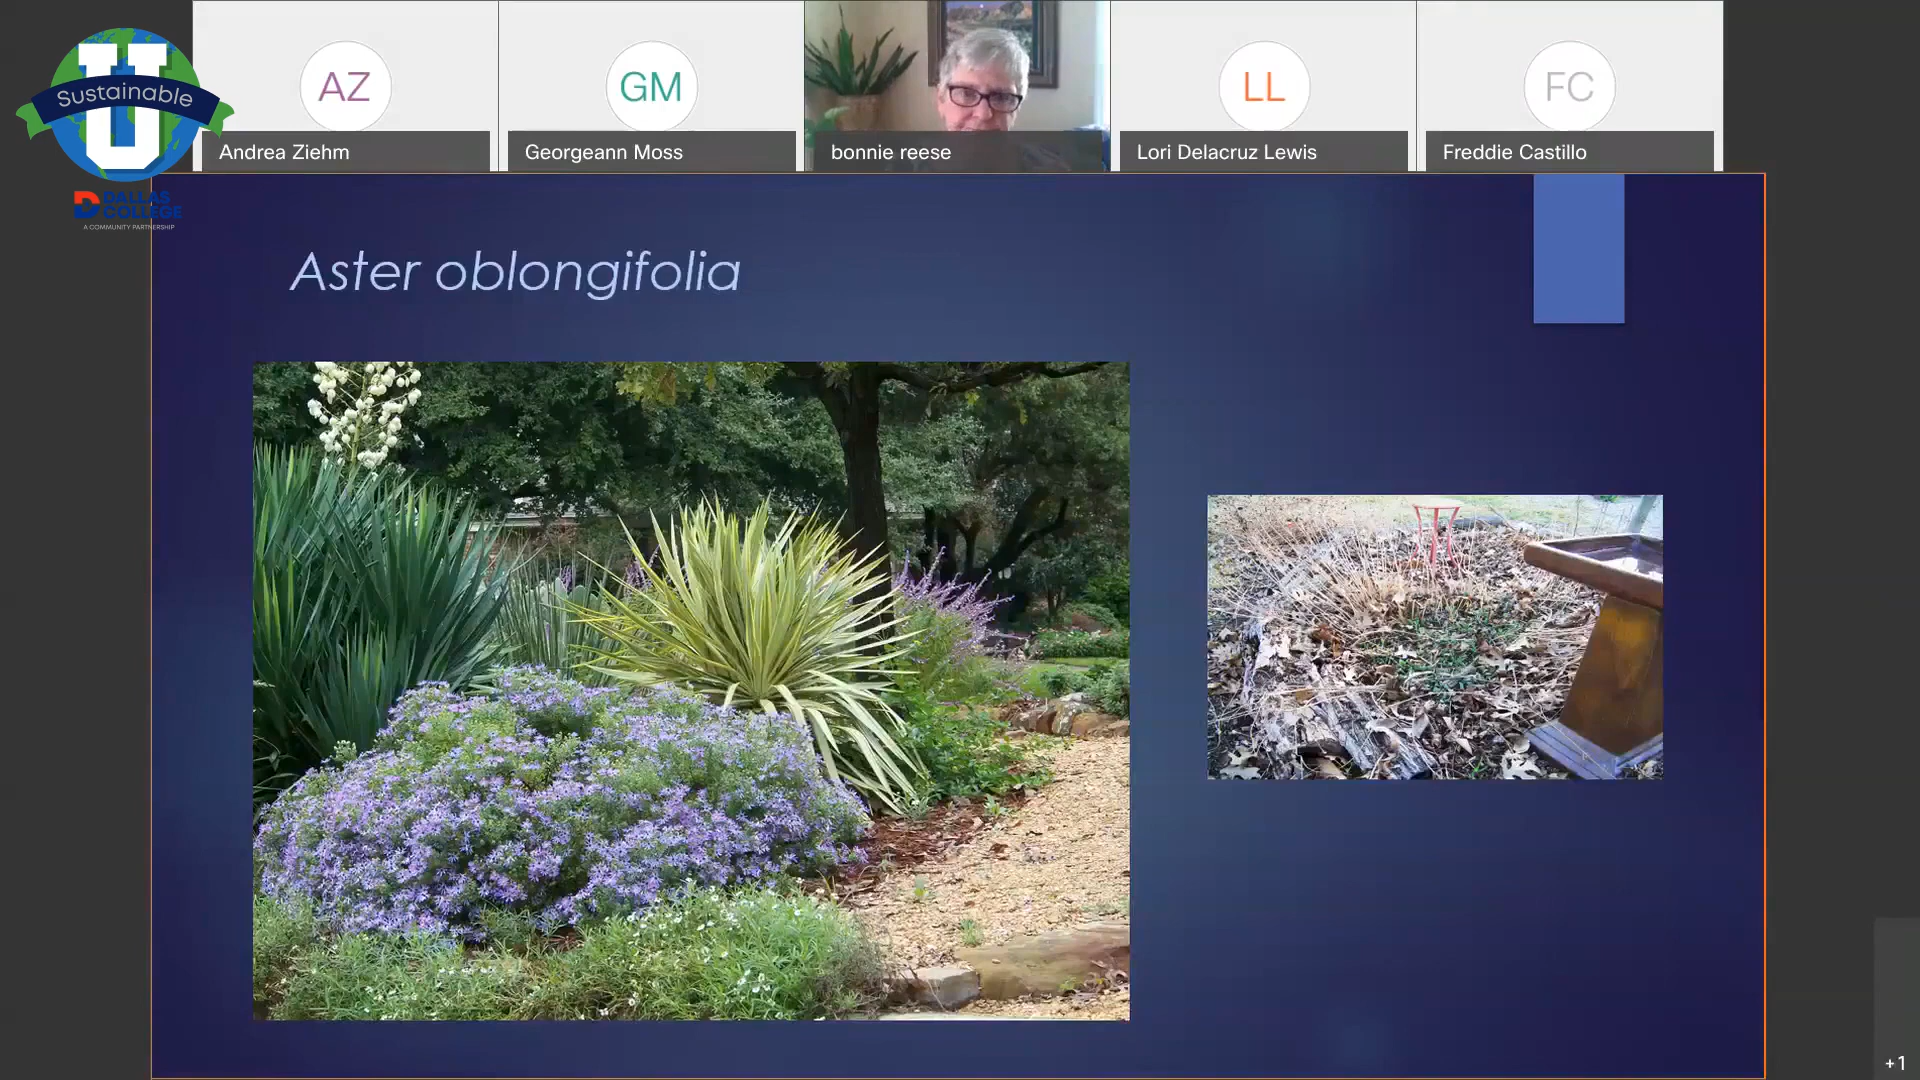 U
Sustainable
DALLAS
COLLEGE
A COMMUNITY PARTNERSHIP
AZ
Andrea Ziehm
GM
Georgeann Moss
bonnie reese
LL
Lori Delacruz Lewis
FC
Freddie Castillo
Aster oblongifolia
+1